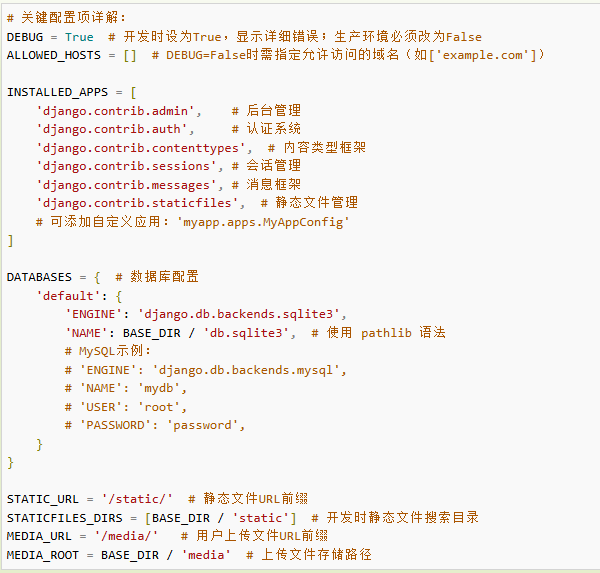 # 关键配置项详解：
DEBUG = True  # 开发时设为True，显示详细错误；生产环境必须改为False
ALLOWED_HOSTS = []  # DEBUG=False时需指定允许访问的域名（如['example.com']）

INSTALLED_APPS = [
    'django.contrib.admin',    # 后台管理
    'django.contrib.auth',     # 认证系统
    'django.contrib.contenttypes',  # 内容类型框架
    'django.contrib.sessions', # 会话管理
    'django.contrib.messages', # 消息框架
    'django.contrib.staticfiles',  # 静态文件管理
    # 可添加自定义应用：'myapp.apps.MyAppConfig'
]

DATABASES = {  # 数据库配置
    'default': {
        'ENGINE': 'django.db.backends.sqlite3',
        'NAME': BASE_DIR / 'db.sqlite3',  # 使用 pathlib 语法
        # MySQL示例：
        # 'ENGINE': 'django.db.backends.mysql',
        # 'NAME': 'mydb',
        # 'USER': 'root',
        # 'PASSWORD': 'password',
    }
}

STATIC_URL = '/static/'  # 静态文件URL前缀
STATICFILES_DIRS = [BASE_DIR / 'static']  # 开发时静态文件搜索目录
MEDIA_URL = '/media/'   # 用户上传文件URL前缀
MEDIA_ROOT = BASE_DIR / 'media'  # 上传文件存储路径